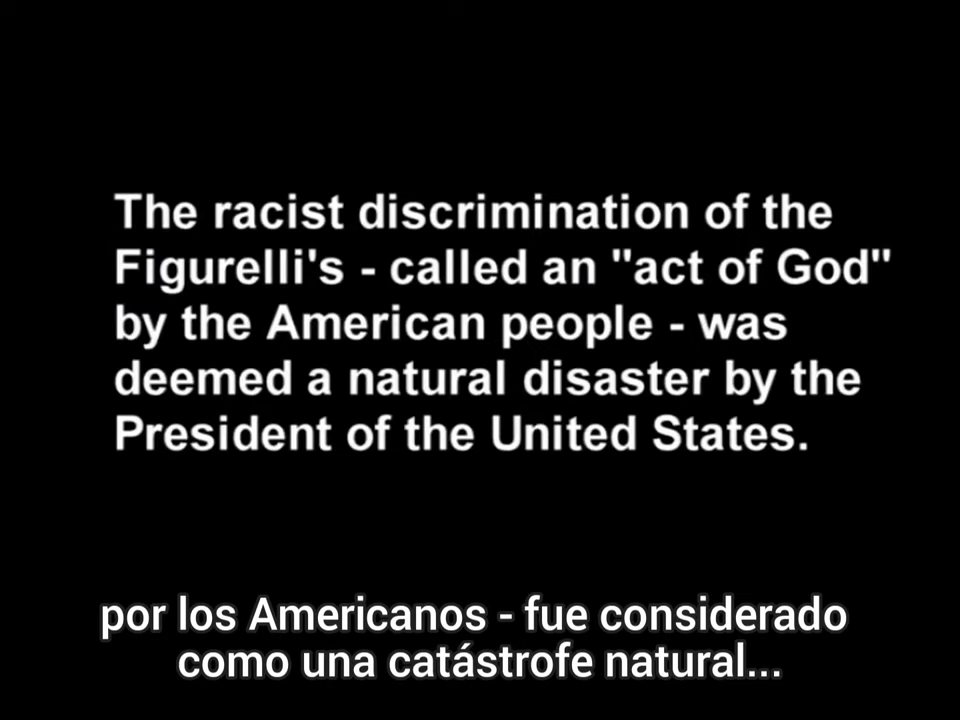 The racist discrimination of the
Figurelli's - called an "act of God"
by the American people - was
deemed a natural disaster by the
President of the United States.
por los Americanos - fue considerado
como una catástrofe natural...